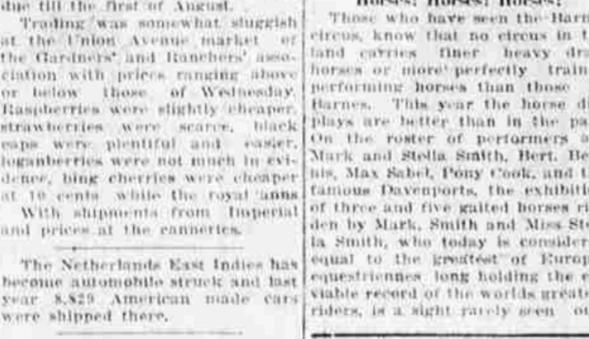 due till the first of August.
Trading was somewhat sluggish
at the Union Avenue market of
the Gardners' and Ranchers' asso-
ciation with prices ranging above
or below those of Wednesday.
Raspberries were slightly cheaper,
strawberries were scarce, black
caps were plentiful and easier,
loganberries were not much in evi-
dence, bing cherries were cheaper
at 10 cents while the royal anns
With shipments from Imperial
and prices at the canneries.
The Netherlands East Indies has
become automobile struck and last
year 8,829 American made cars
were shipped there.
Horses! Horses! Horses!
Those who have seen the Barn
circus, know that no circus in t
land carries finer heavy dra
horses or more perfectly train
performing horses than those
Barnes. This year the horse di
plays are better than in the pa
On the roster of performers a
Mark and Stella Smith, Bert. De
nis, Max Sabel, Pony Cook, and t
famous Davenports, the exhibiti
of three and five gaited horses ri
den by Mark, Smith and Miss Ste
la Smith, who today is consider
equal to the greatest of Europ
equestriennes long holding the e
viable record of the worlds greate
riders, is a sight rarely seen ou